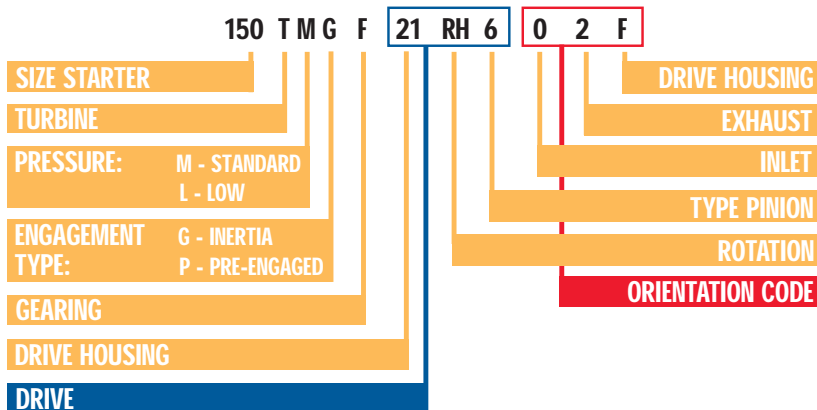 150 T M G F 21 RH 6 0 2 F
SIZE STARTER
TURBINE
PRESSURE: M - STANDARD
L - LOW
ENGAGEMENT G - INERTIA
TYPE: P - PRE-ENGAGED
GEARING
DRIVE HOUSING
DRIVE
DRIVE HOUSING
EXHAUST
INLET
TYPE PINION
ROTATION
ORIENTATION CODE